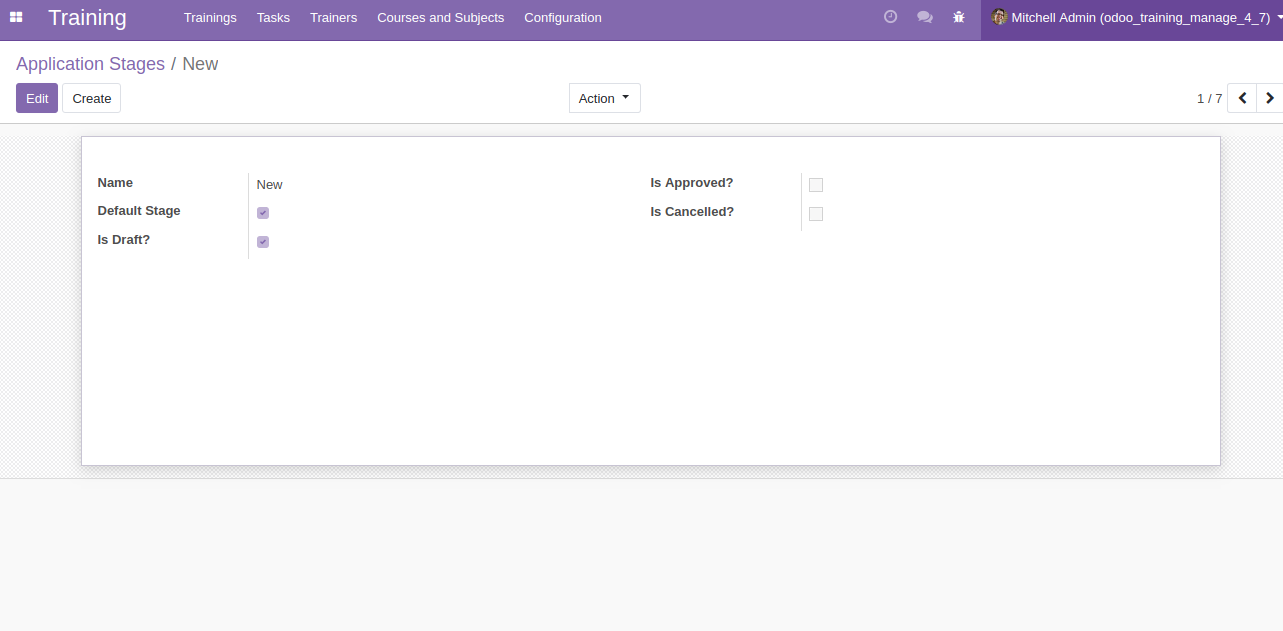 Training Trainings Tasks Trainers Courses and Subjects Configuration Mitchell Admin (odoo_training_manage_4_7)
Application Stages / New
Edit Create Action 1 / 7
Name New Is Approved?
Default Stage Is Cancelled?
Is Draft?